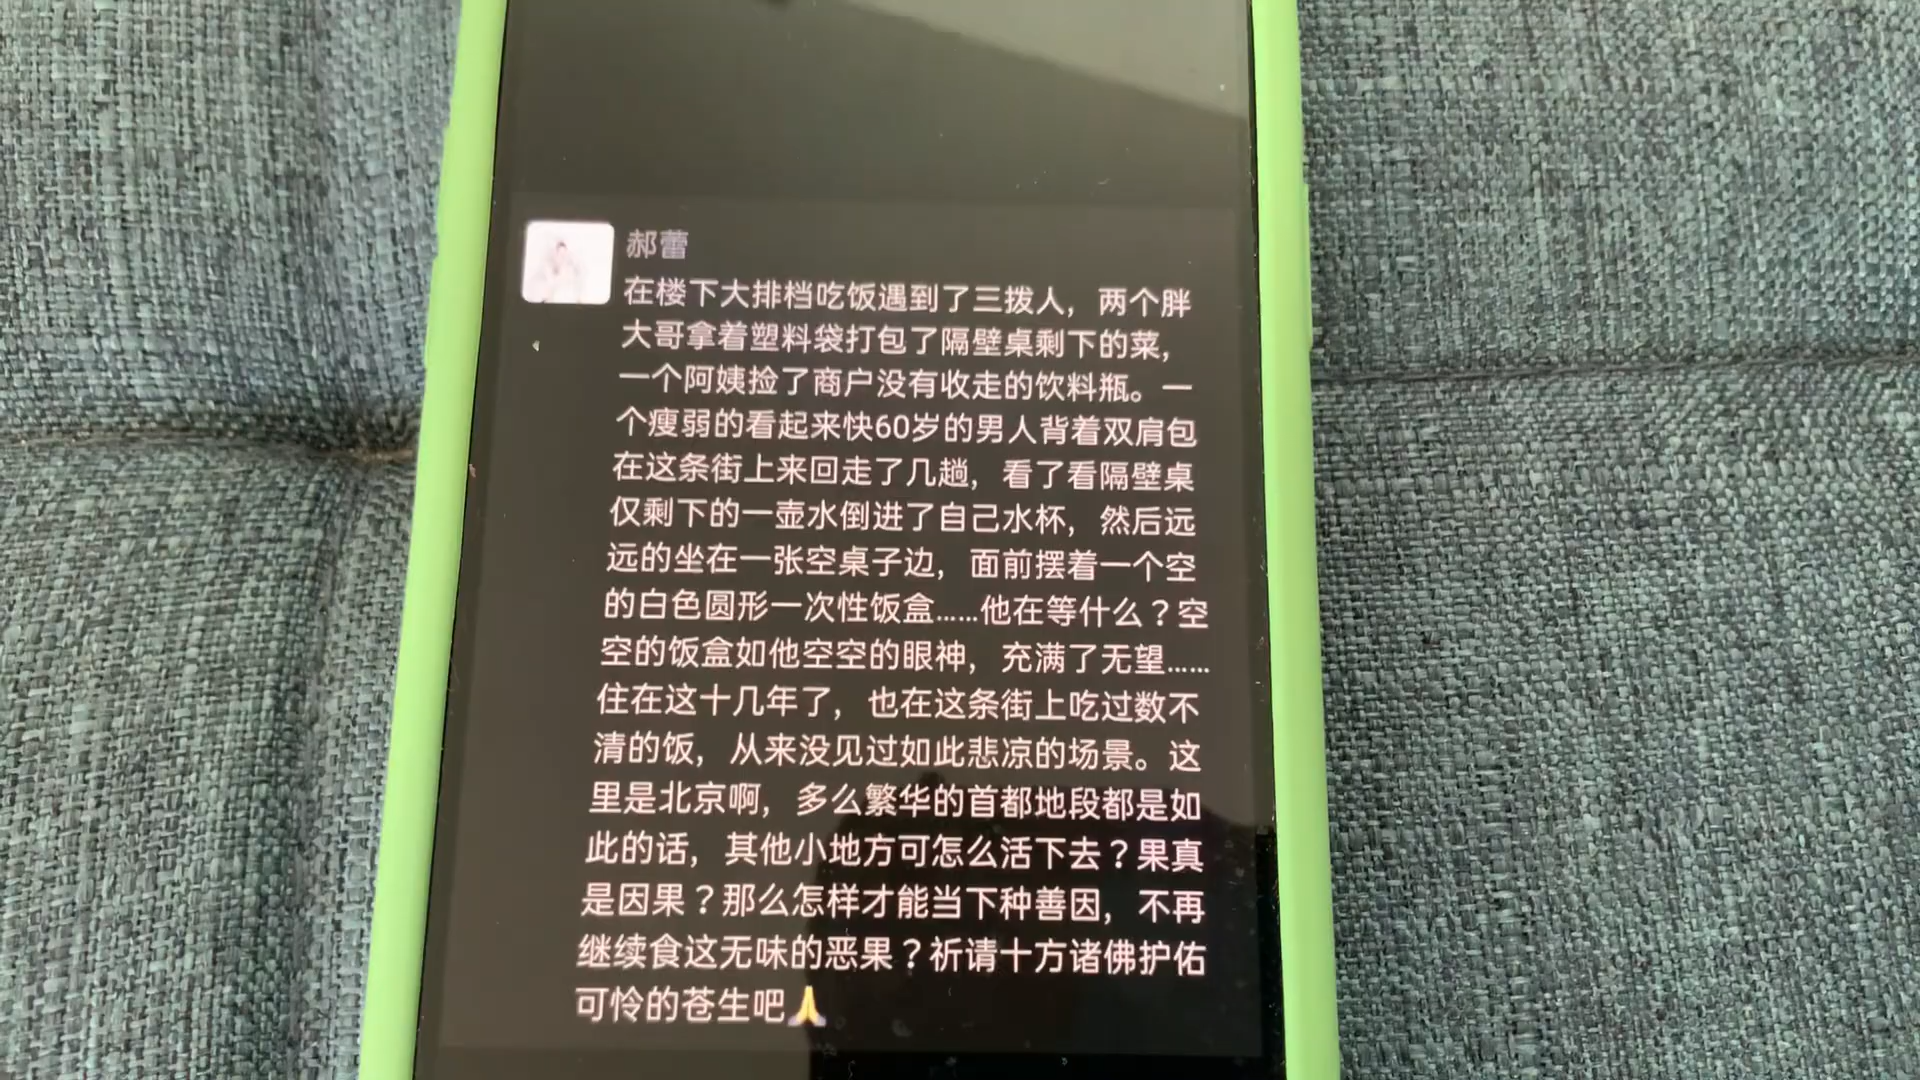 郝蕾
在楼下大排档吃饭遇到了三拨人，两个胖
大哥拿着塑料袋打包了隔壁桌剩下的菜，
一个阿姨捡了商户没有收走的饮料瓶。一
个瘦弱的看起来快60岁的男人背着双肩包
在这条街上来回走了几趟，看了看隔壁桌
仅剩下的一壶水倒进了自己水杯，然后远
远的坐在一张空桌子边，面前摆着一个空
的白色圆形一次性饭盒……他在等什么？空
空的饭盒如他空空的眼神，充满了无望……
住在这十几年了，也在这条街上吃过数不
清的饭，从来没见过如此悲凉的场景。这
里是北京啊，多么繁华的首都地段都是如
此的话，其他小地方可怎么活下去？果真
是因果？那么怎样才能当下种善因，不再
继续食这无味的恶果？祈请十方诸佛护佑
可怜的苍生吧🙏